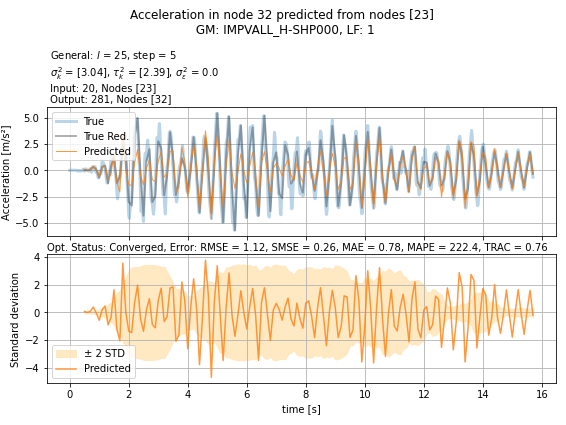 Acceleration in node 32 predicted from nodes [23]
GM: IMPVALL_H-SHP000, LF: 1
General: l = 25, step = 5
σ²ₖ = [3.04], τ²ₖ = [2.39], σ²ε = 0.0
Input: 20, Nodes [23]
Output: 281, Nodes [32]
Acceleration [m/s²]
5.0
2.5
0.0
−2.5
−5.0
True
True Red.
Predicted
Opt. Status: Converged, Error: RMSE = 1.12, SMSE = 0.26, MAE = 0.78, MAPE = 222.4, TRAC = 0.76
Standard deviation
4
2
0
−2
−4
± 2 STD
Predicted
0 2 4 6 8 10 12 14 16
time [s]